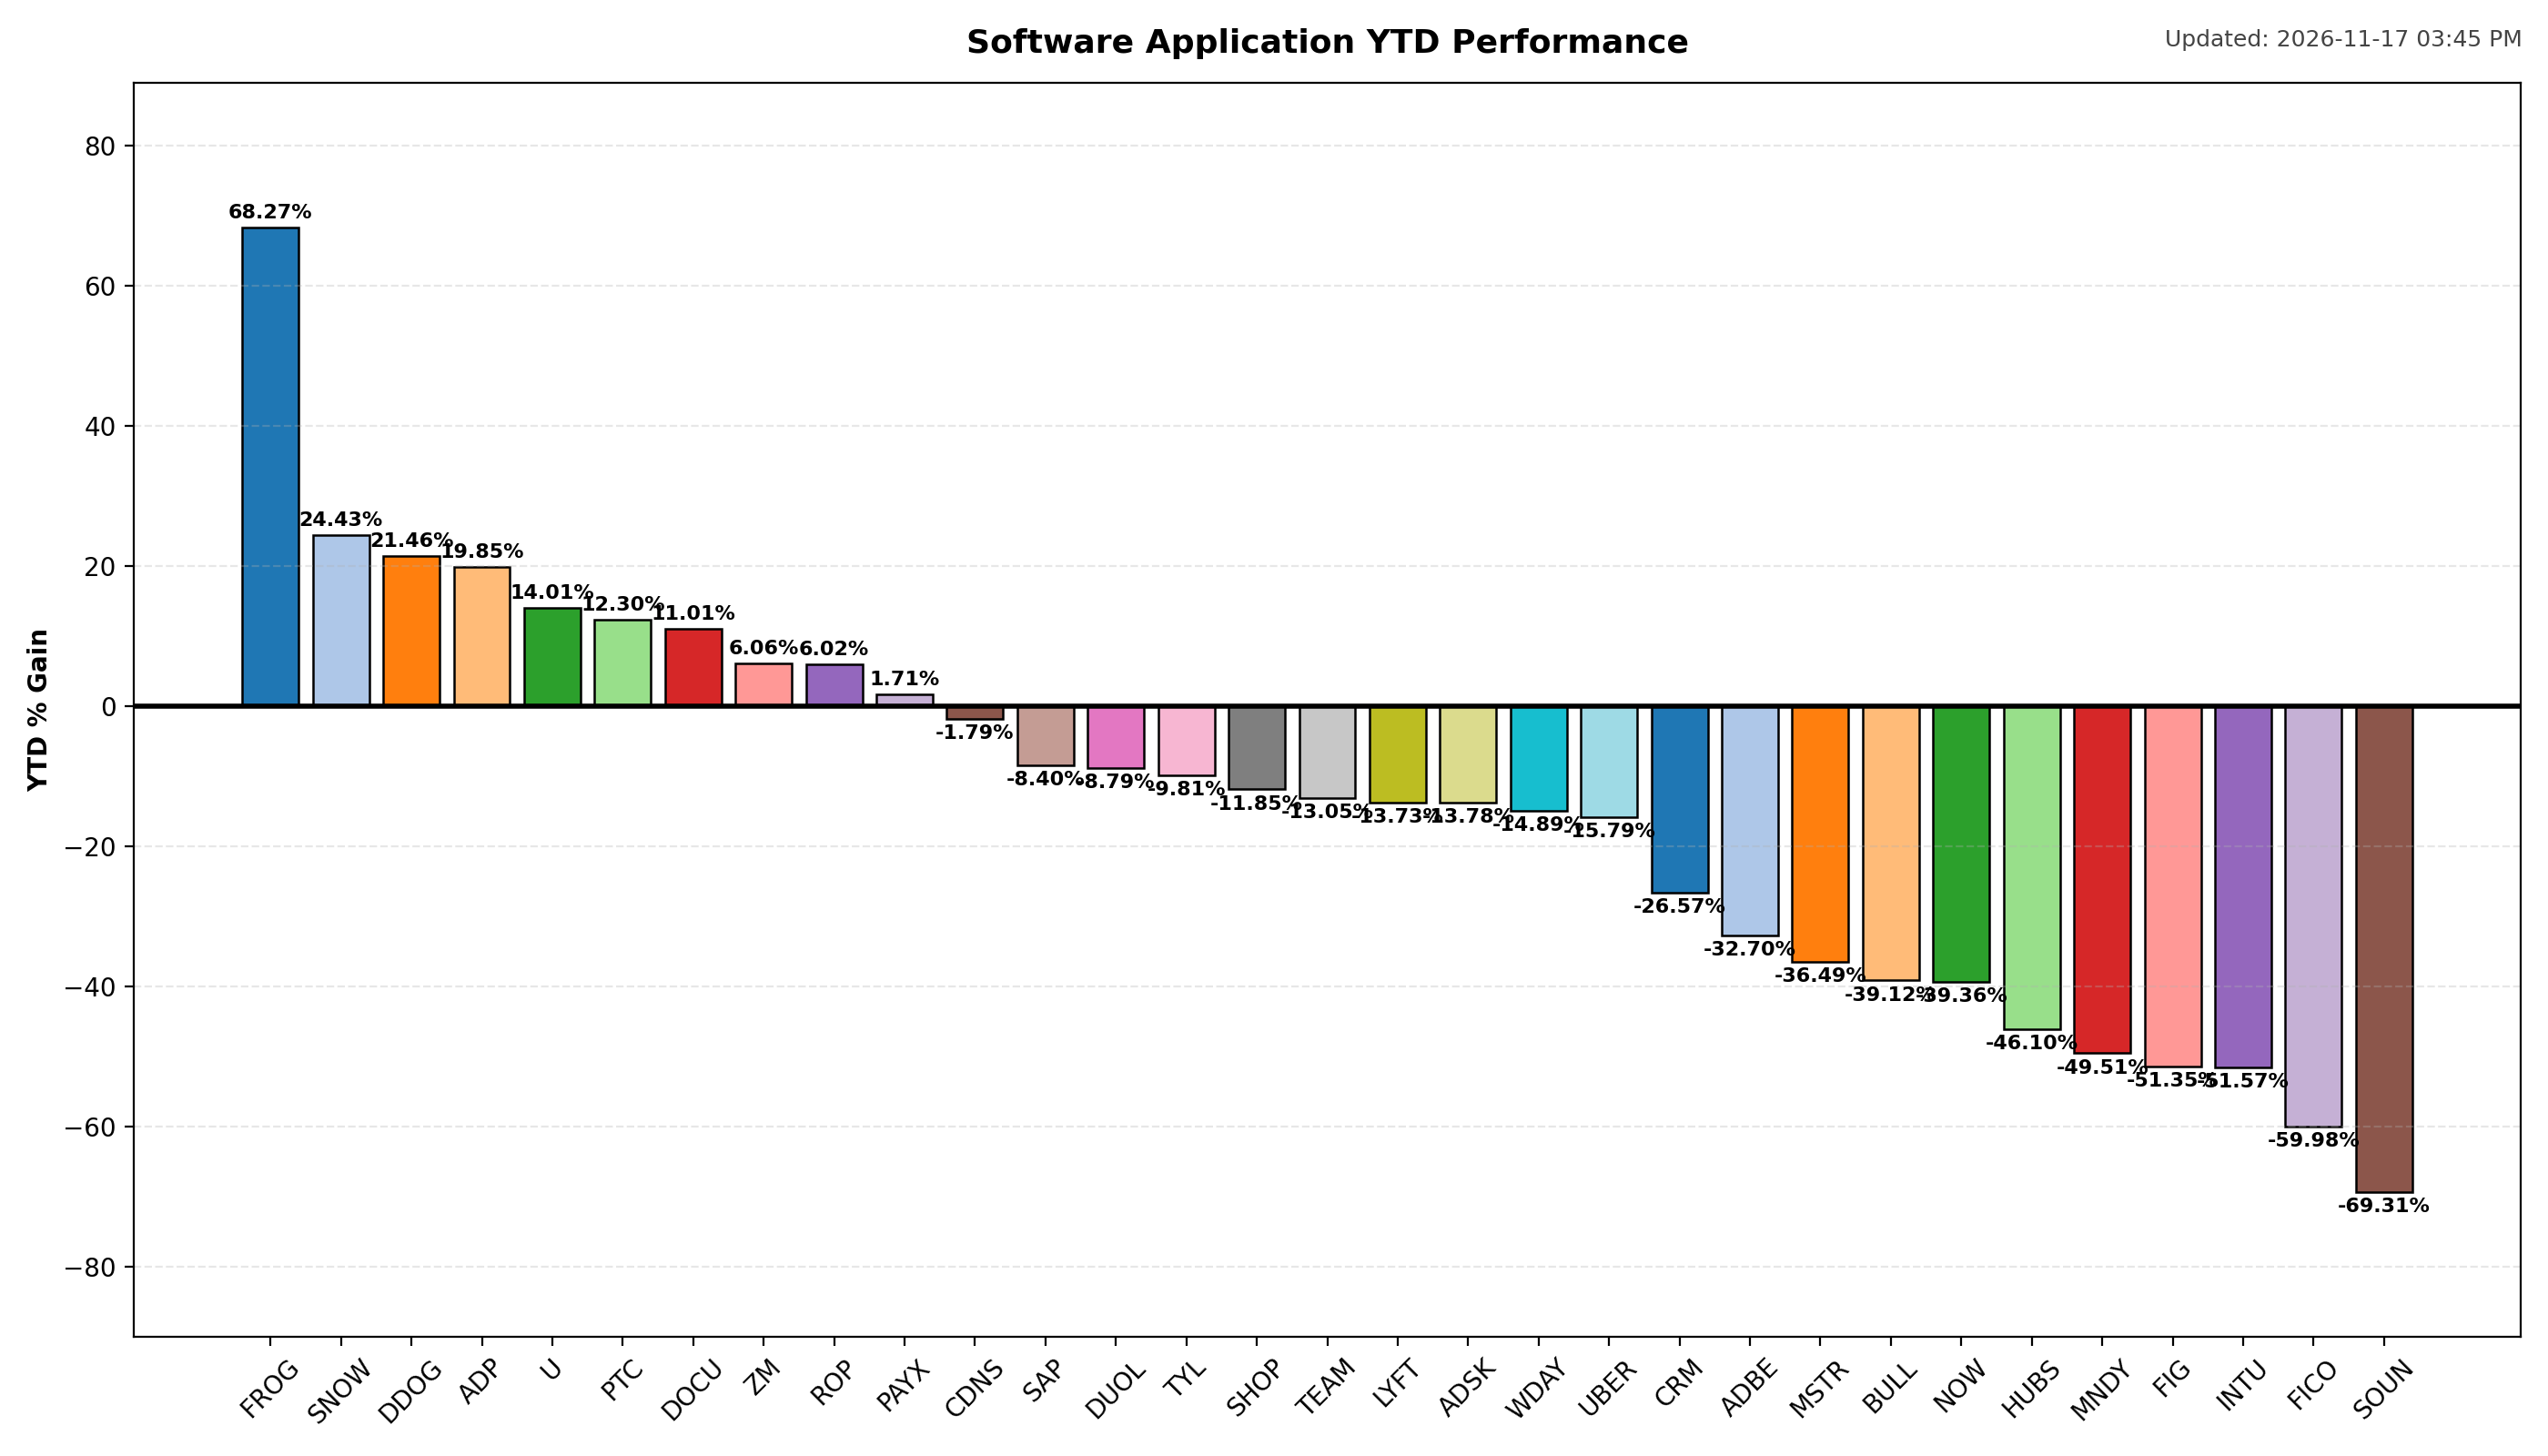 Software Application YTD Performance
Updated: 2026-11-17 03:45 PM
YTD % Gain
80
60
40
20
0
−20
−40
−60
−80
68.27%
24.43%
21.46%
19.85%
14.01%
12.30%
11.01%
6.06%
6.02%
1.71%
-1.79%
-8.40%
-8.79%
-9.81%
-11.85%
-13.05%
-13.73%
-13.78%
-14.89%
-15.79%
-26.57%
-32.70%
-36.49%
-39.12%
-39.36%
-46.10%
-49.51%
-51.35%
-51.57%
-59.98%
-69.31%
FROG
SNOW
DDOG
ADP
U
PTC
DOCU
ZM
ROP
PAYX
CDNS
SAP
DUOL
TYL
SHOP
TEAM
LYFT
ADSK
WDAY
UBER
CRM
ADBE
MSTR
BULL
NOW
HUBS
MNDY
FIG
INTU
FICO
SOUN